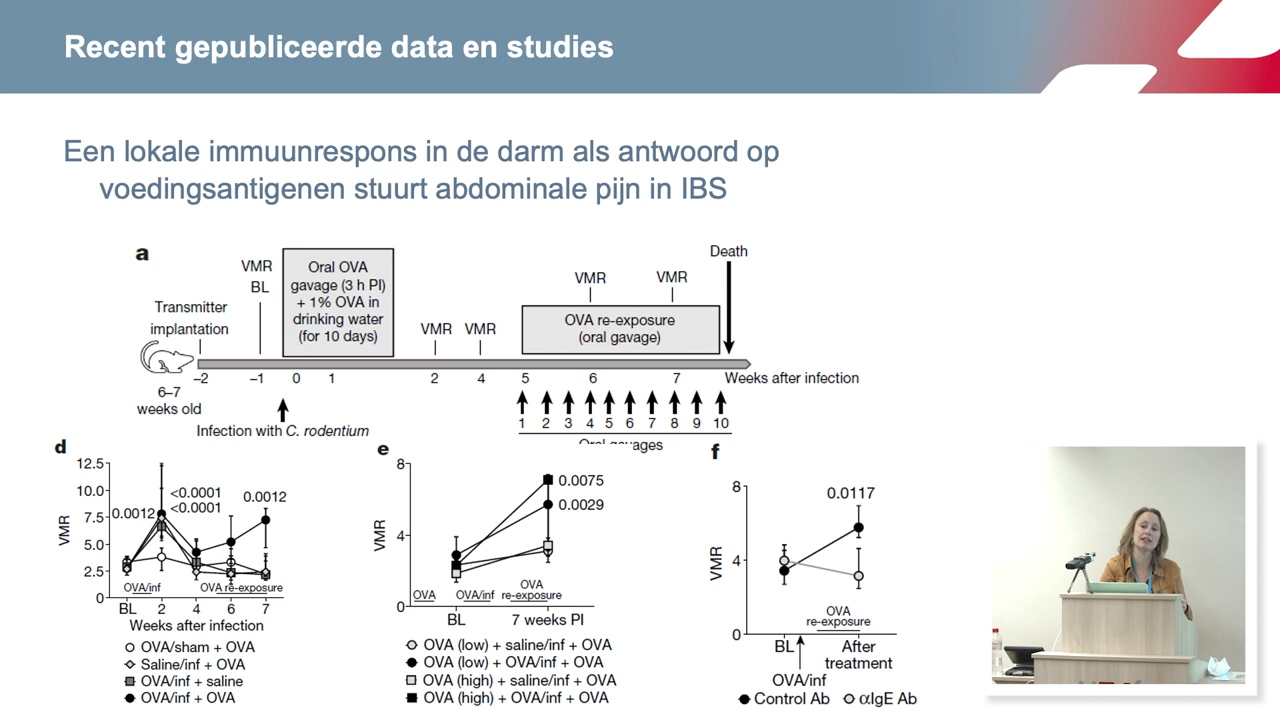 Recent gepubliceerde data en studies
Een lokale immuunrespons in de darm als antwoord op
voedingsantigenen stuurt abdominale pijn in IBS
a
Transmitter
implantation
VMR
BL
Oral OVA
gavage (3 h PI)
+ 1% OVA in
drinking water
(for 10 days)
VMR
VMR
VMR
VMR
OVA re-exposure
(oral gavage)
Death
–2 –1 0 1 2 4 5 6 7 Weeks after infection
6–7
weeks old
Infection with C. rodentium
1 2 3 4 5 6 7 8 9 10
Oral gavages
d
VMR
12.5
10.0
7.5
5.0
2.5
0
0.0012
<0.0001
<0.0001
0.0012
OVA/inf
OVA re-exposure
BL 2 4 6 7
Weeks after infection
OVA/sham + OVA
Saline/inf + OVA
OVA/inf + saline
OVA/inf + OVA
e
VMR
8
4
0
0.0075
0.0029
OVA
OVA/inf
OVA
re-exposure
BL 7 weeks PI
OVA (low) + saline/inf + OVA
OVA (low) + OVA/inf + OVA
OVA (high) + saline/inf + OVA
OVA (high) + OVA/inf + OVA
f
VMR
8
4
0
0.0117
OVA
re-exposure
BL
After
treatment
OVA/inf
Control Ab
αIgE Ab